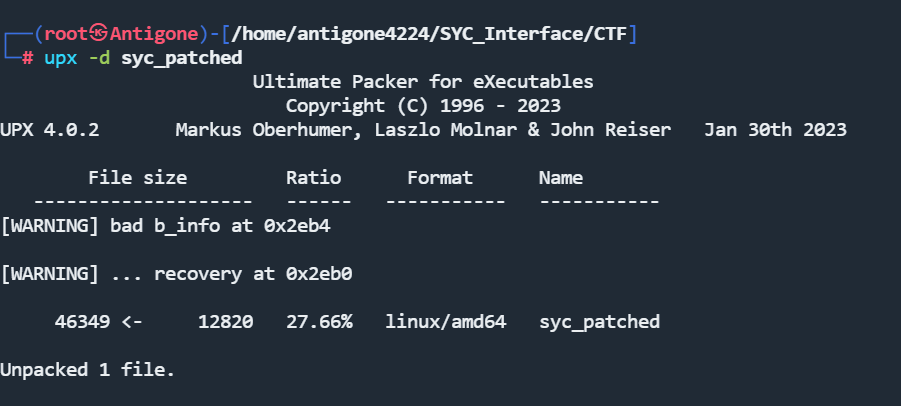 ┌──(root㉿Antigone)-[/home/antigone4224/SYC_Interface/CTF]
└─# upx -d syc_patched
                       Ultimate Packer for eXecutables
                          Copyright (C) 1996 - 2023
UPX 4.0.2       Markus Oberhumer, Laszlo Molnar & John Reiser   Jan 30th 2023
        File size         Ratio      Format      Name
   --------------------   ------   -----------   -----------
[WARNING] bad b_info at 0x2eb4
[WARNING] ... recovery at 0x2eb0
     46349 <-     12820   27.66%   linux/amd64   syc_patched
Unpacked 1 file.